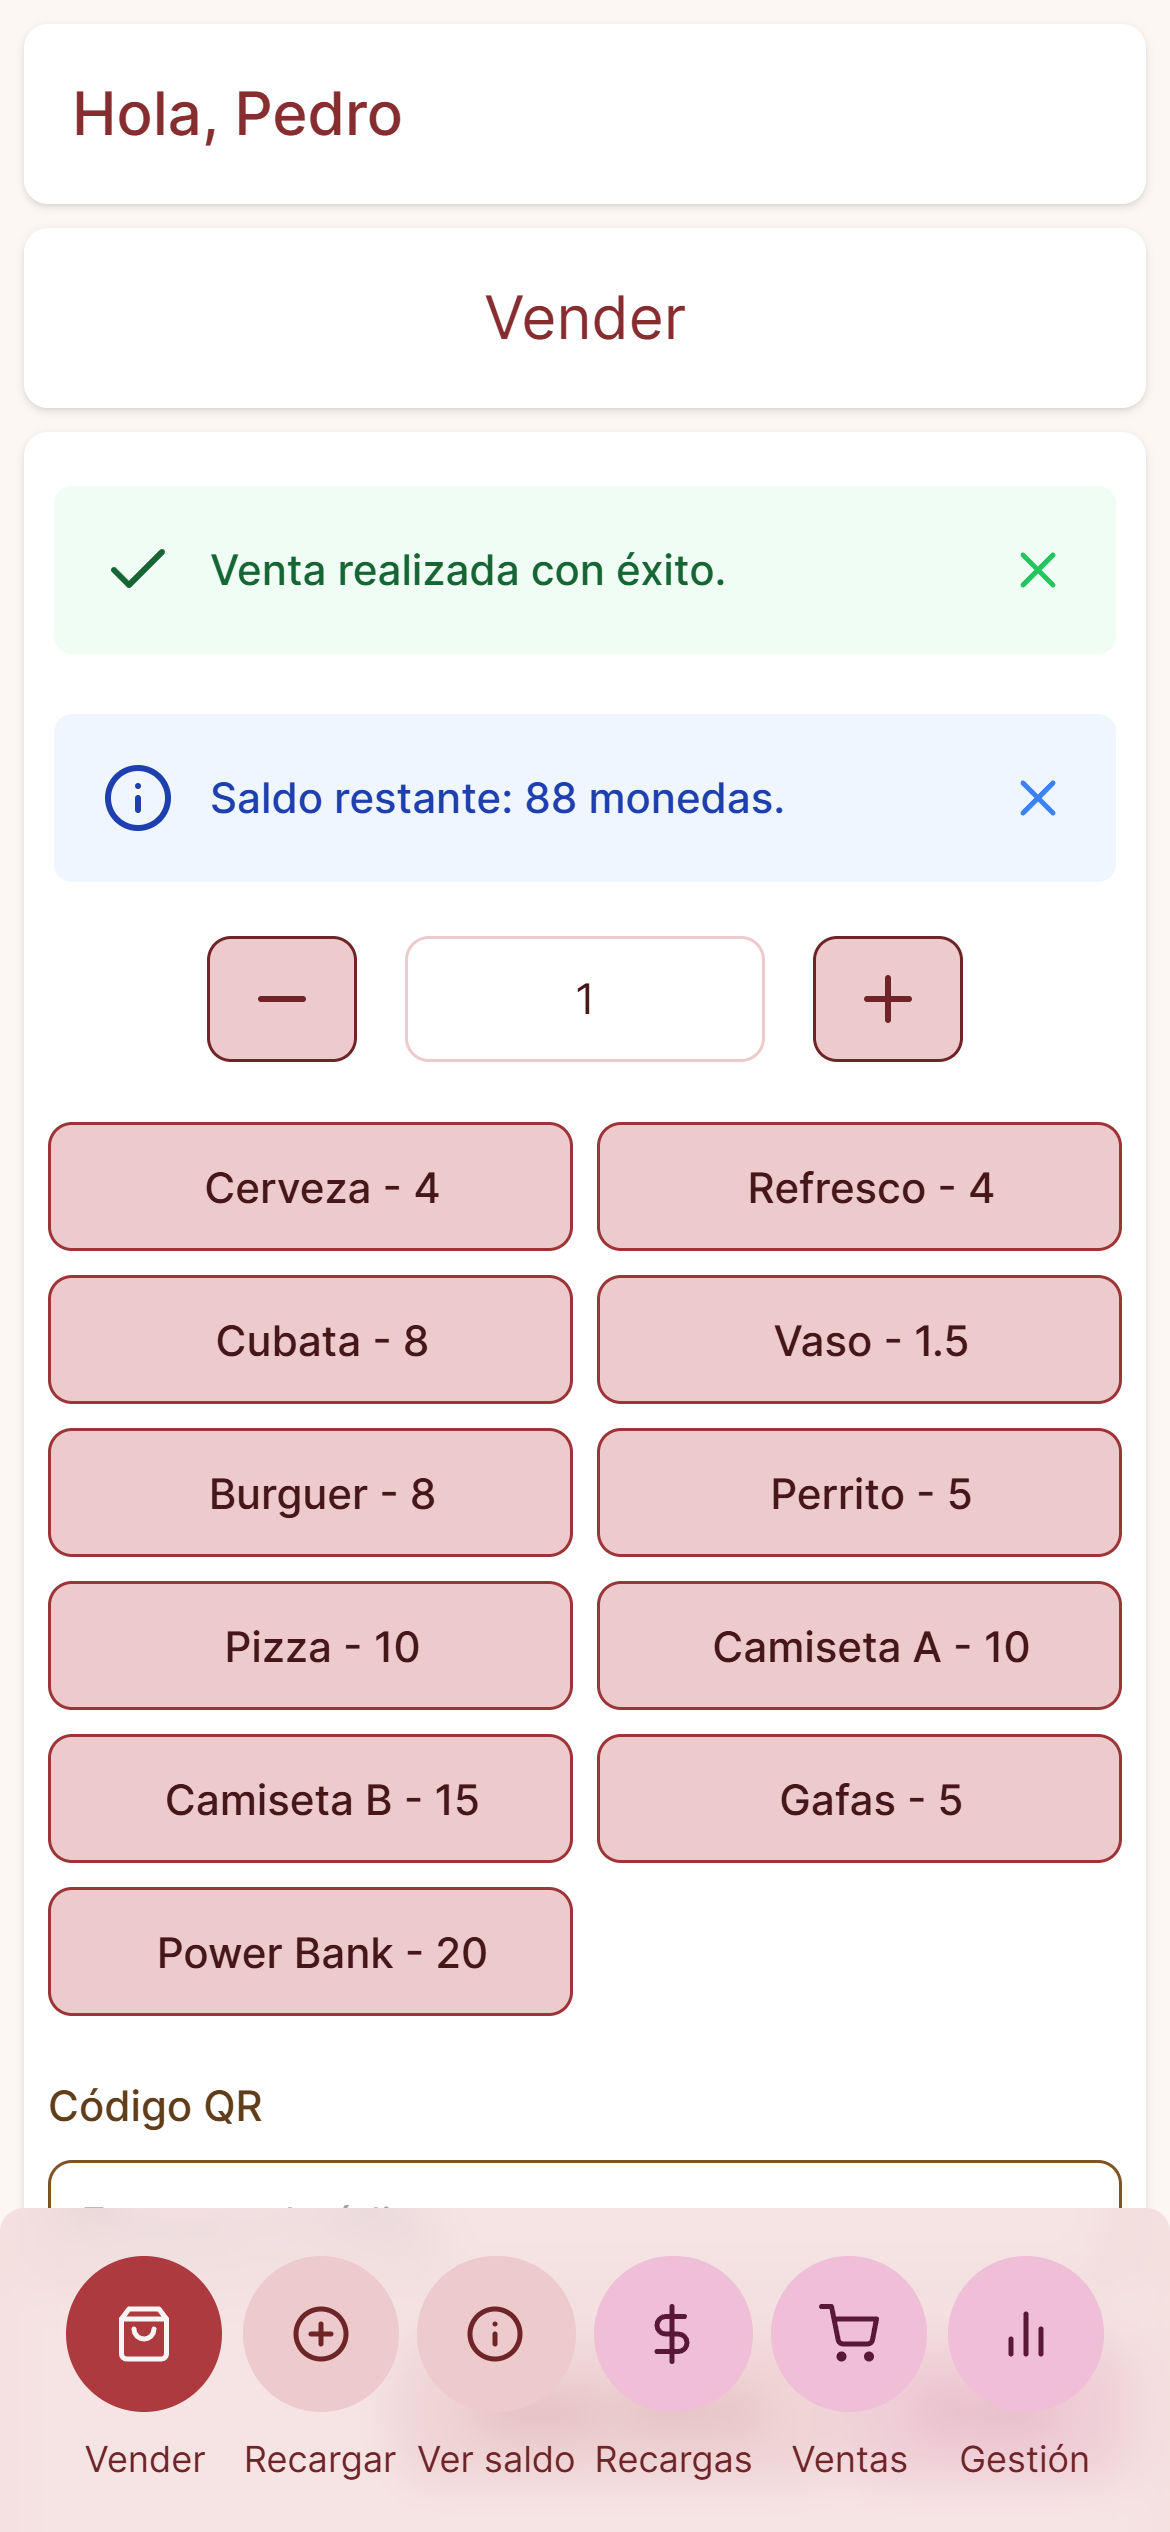 Hola, Pedro
Vender
Venta realizada con éxito.
Saldo restante: 88 monedas.
1
Cerveza - 4
Refresco - 4
Cubata - 8
Vaso - 1.5
Burguer - 8
Perrito - 5
Pizza - 10
Camiseta A - 10
Camiseta B - 15
Gafas - 5
Power Bank - 20
Código QR
Vender
Recargar
Ver saldo
Recargas
Ventas
Gestión